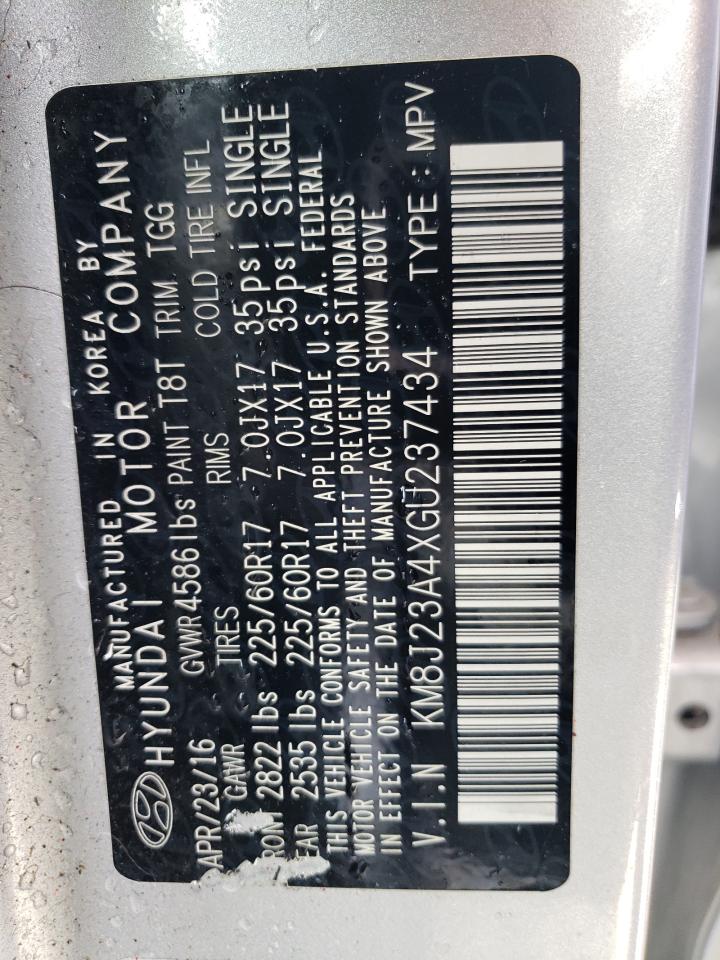 MANUFACTURED IN KOREA BY
HYUNDAI MOTOR COMPANY
APR/23/16 GVWR 4586 lbs PAINT T8T TRIM TGG
GAWR TIRES RIMS COLD TIRE INFL
RON 2822 lbs 225/60R17 7.0JX17 35psi SINGLE
EAR 2535 lbs 225/60R17 7.0JX17 35psi SINGLE
THIS VEHICLE CONFORMS TO ALL APPLICABLE U.S.A. FEDERAL
MOTOR VEHICLE SAFETY AND THEFT PREVENTION STANDARDS
IN EFFECT ON THE DATE OF MANUFACTURE SHOWN ABOVE
V.I.N KM8J23A4XGU237434 TYPE : MPV